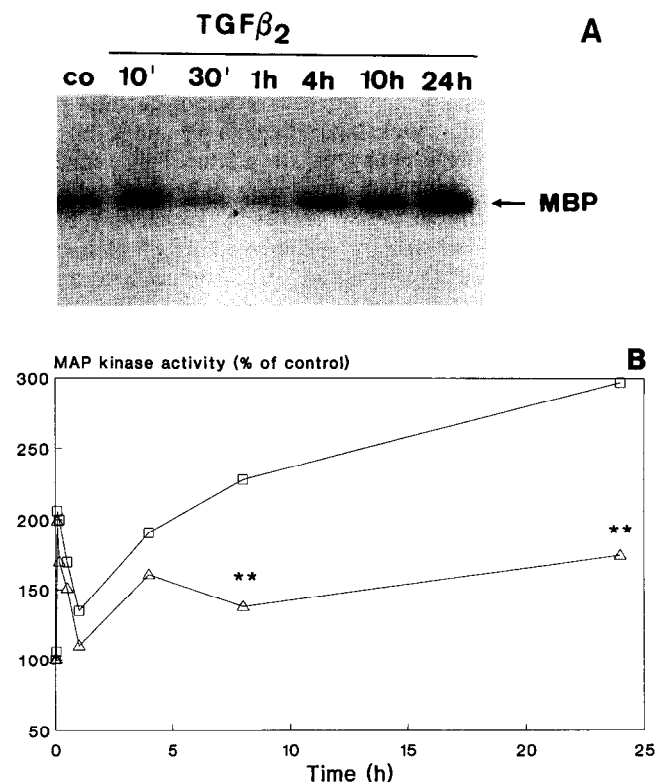 TGFβ2
A
co 10' 30' 1h 4h 10h 24h
← MBP
MAP kinase activity (% of control)
B
300
250
200
150
100
50
**
**
0 5 10 15 20 25
Time (h)